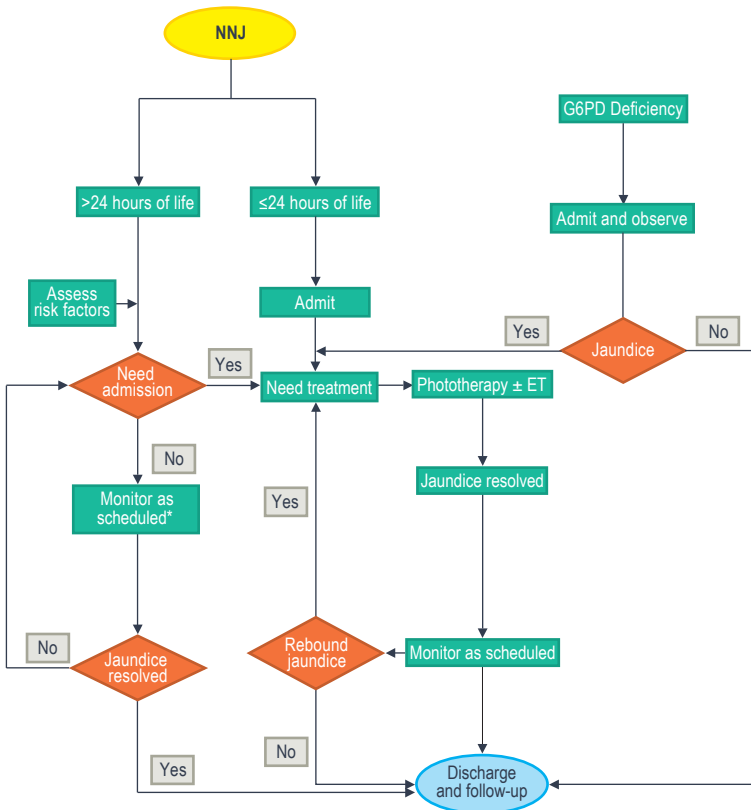 NNJ
G6PD Deficiency
>24 hours of life
≤24 hours of life
Admit and observe
Assess
risk factors
Admit
Yes
No
Jaundice
Need
admission
Yes
Need treatment
Phototherapy ± ET
No
Monitor as
scheduled*
Yes
Jaundice resolved
No
Jaundice
resolved
Rebound
jaundice
Monitor as scheduled
Yes
No
Discharge
and follow-up